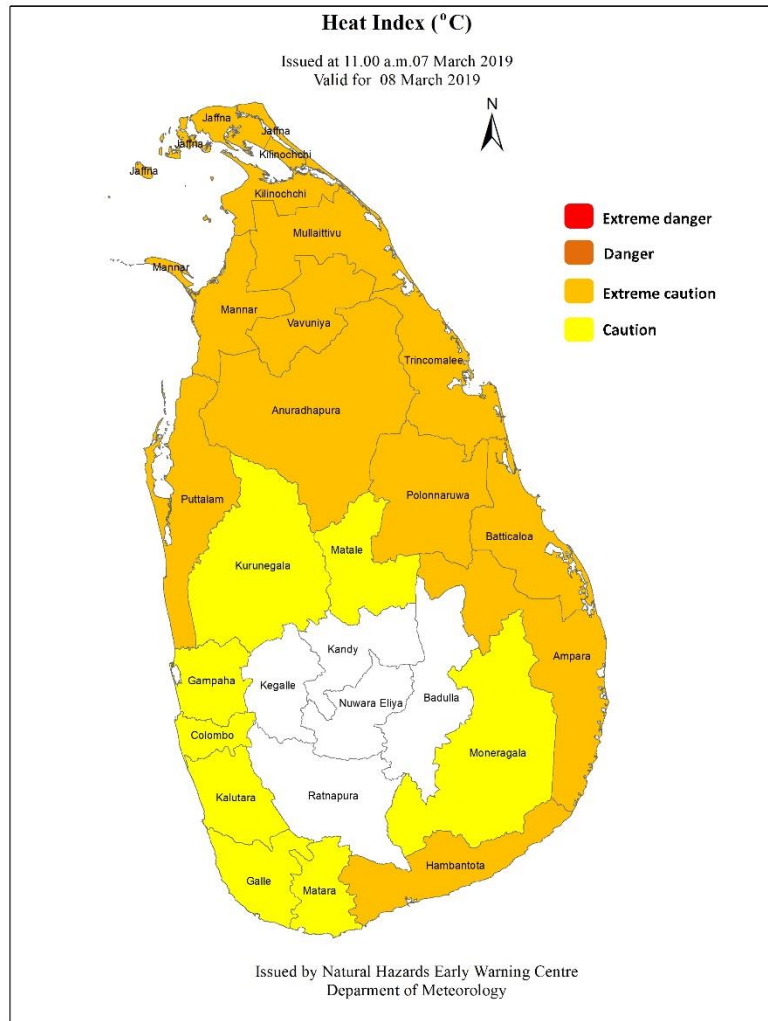 Heat Index (°C)
Issued at 11.00 a.m.07 March 2019
Valid for 08 March 2019
N
Jaffna
Jaffna
Jaffna
Kilinochchi
Jaffna
Kilinochchi
Mullaittivu
Mannar
Mannar
Vavuniya
Trincomalee
Anuradhapura
Puttalam
Polonnaruwa
Batticaloa
Kurunegala
Matale
Kandy
Ampara
Gampaha
Kegalle
Nuwara Eliya
Badulla
Colombo
Moneragala
Kalutara
Ratnapura
Hambantota
Galle
Matara
Extreme danger
Danger
Extreme caution
Caution
Issued by Natural Hazards Early Warning Centre
Deparment of Meteorology